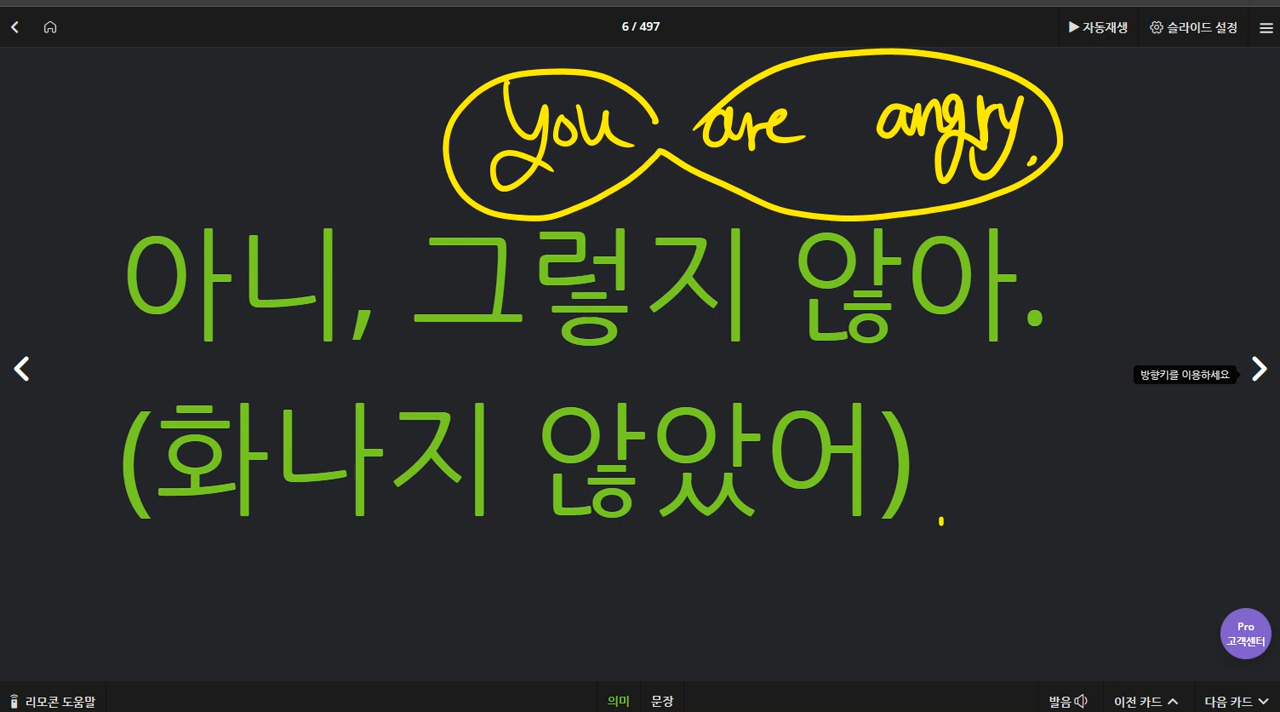 6 / 497
자동재생
슬라이드 설정
you are angry.
아니, 그렇지 않아.
(화나지 않았어)
방향키를 이용하세요
Pro
고객센터
리모콘 도움말
의미
문장
발음
이전 카드
다음 카드